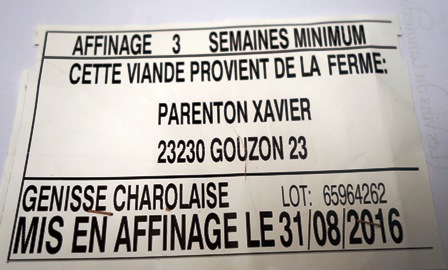 AFFINAGE 3 SEMAINES MINIMUM
CETTE VIANDE PROVIENT DE LA FERME:
PARENTON XAVIER
23230 GOUZON 23
GENISSE CHAROLAISE LOT: 65964262
MIS EN AFFINAGE LE 31/08/2016